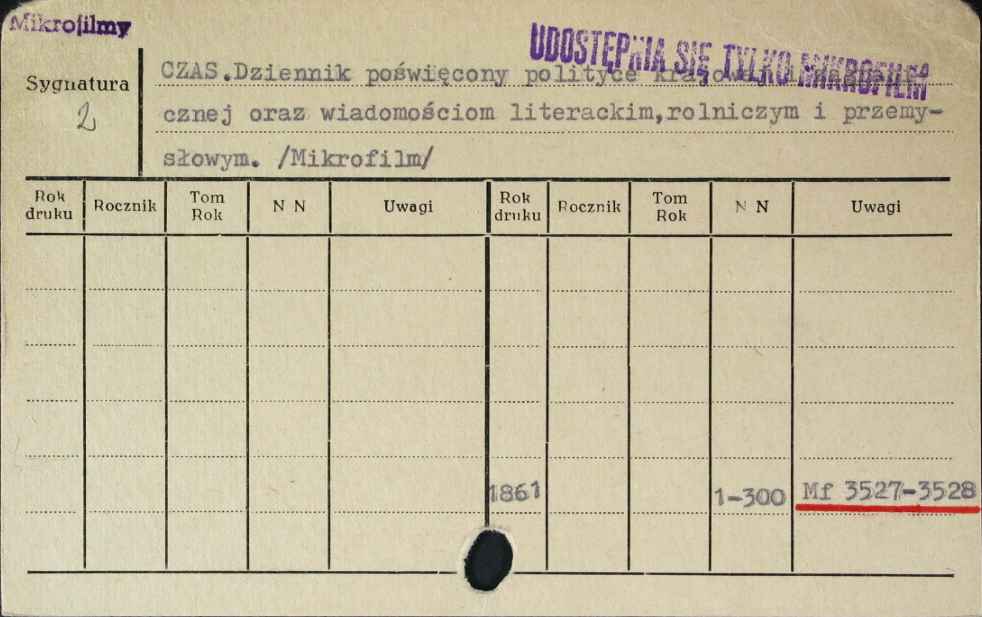 Mikrofilmy
UDOSTĘPNIA SIĘ TYLKO MIKROFILM
Sygnatura
2
CZAS.Dziennik poświęcony polityce
cznej oraz wiadomościom literackim,rolniczym i przemy-
słowym. /Mikrofilm/
Rok druku Rocznik Tom Rok N N Uwagi Rok druku Rocznik Tom Rok N N Uwagi
1861 1-300 Mf 3527-3528